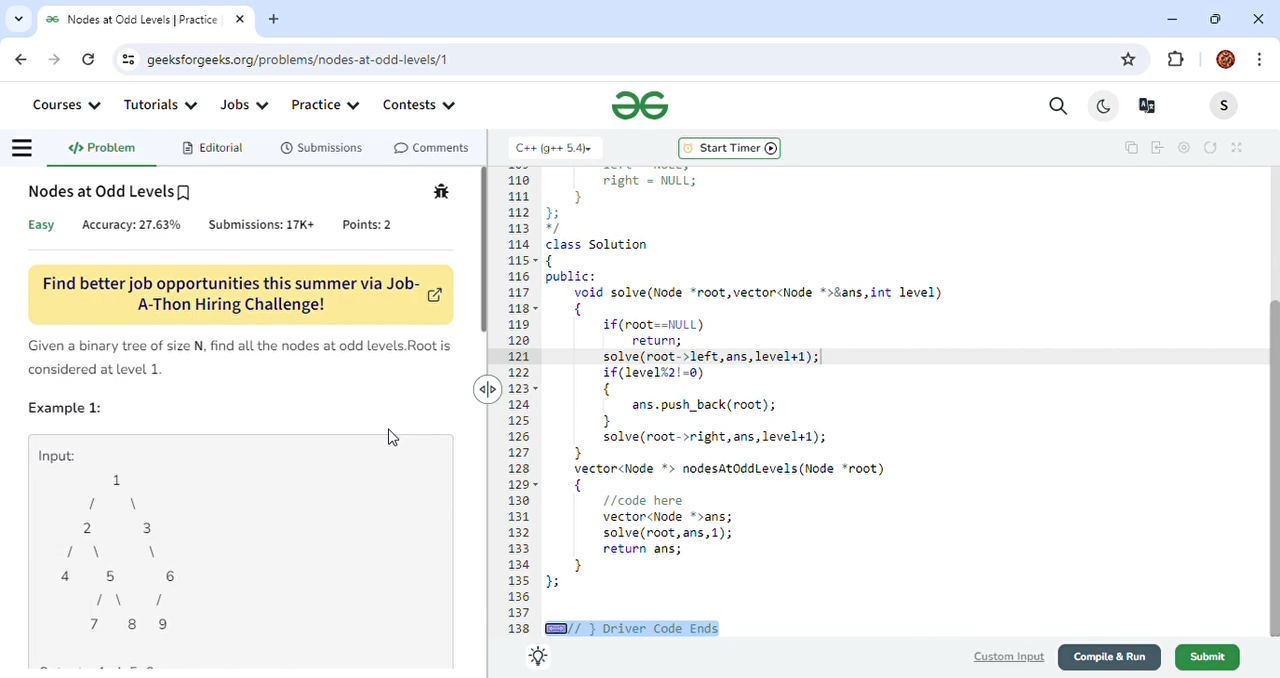 Nodes at Odd Levels | Practice
geeksforgeeks.org/problems/nodes-at-odd-levels/1
Courses Tutorials Jobs Practice Contests
S
</> Problem Editorial Submissions Comments
Nodes at Odd Levels
Easy Accuracy: 27.63% Submissions: 17K+ Points: 2
Find better job opportunities this summer via Job-
A-Thon Hiring Challenge!
Given a binary tree of size N, find all the nodes at odd levels.Root is
considered at level 1.
Example 1:
Input:
1
/ \
2 3
/ \ \
4 5 6
/ \ /
7 8 9
C++ (g++ 5.4) Start Timer
110 right = NULL;
111 }
112 };
113 */
114 class Solution
115 {
116 public:
117 void solve(Node *root,vector<Node *>&ans,int level)
118 {
119 if(root==NULL)
120 return;
121 solve(root->left,ans,level+1);
122 if(level%2!=0)
123 {
124 ans.push_back(root);
125 }
126 solve(root->right,ans,level+1);
127 }
128 vector<Node *> nodesAtOddLevels(Node *root)
129 {
130 //code here
131 vector<Node *>ans;
132 solve(root,ans,1);
133 return ans;
134 }
135 };
136
137
138 // } Driver Code Ends
Custom Input Compile & Run Submit